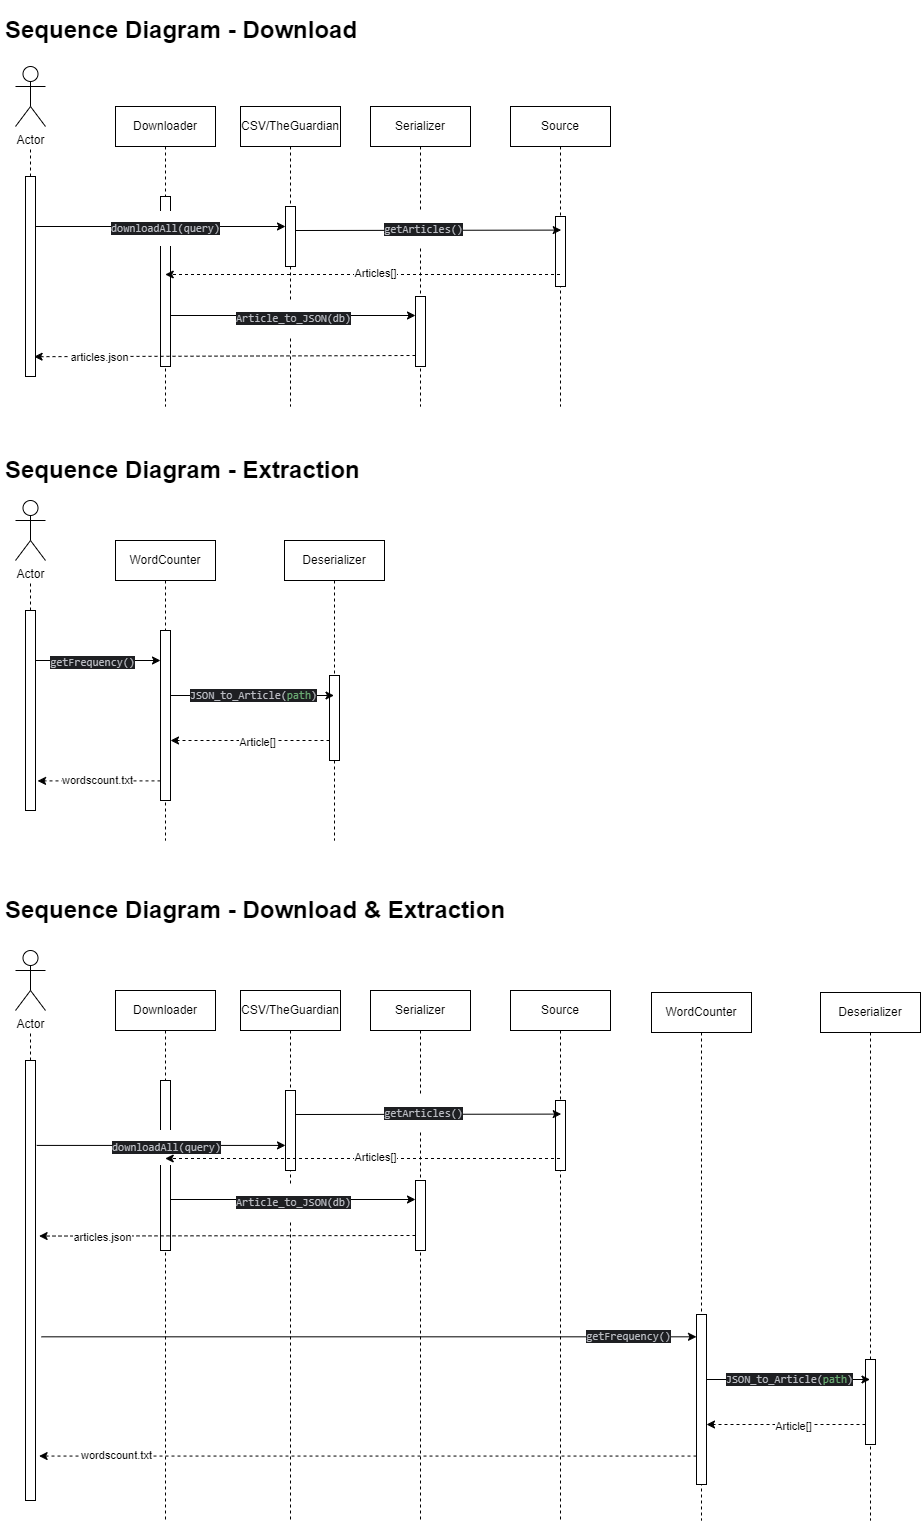 Sequence Diagram - Download
Actor
Downloader
CSV/TheGuardian
Serializer
Source
downloadAll(query)
getArticles()
Articles[]
Article_to_JSON(db)
articles.json
Sequence Diagram - Extraction
Actor
WordCounter
Deserializer
getFrequency()
JSON_to_Article(path)
Article[]
wordscount.txt
Sequence Diagram - Download & Extraction
Actor
Downloader
CSV/TheGuardian
Serializer
Source
WordCounter
Deserializer
getArticles()
downloadAll(query)
Articles[]
Article_to_JSON(db)
articles.json
getFrequency()
JSON_to_Article(path)
Article[]
wordscount.txt